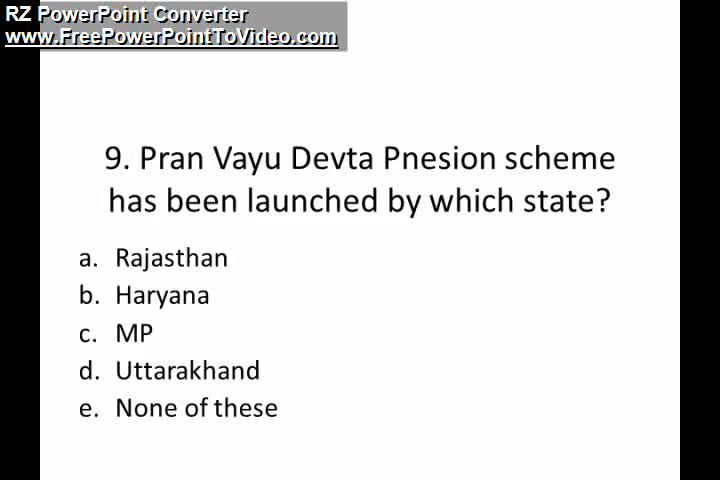 RZ PowerPoint Converter
www.FreePowerPointToVideo.com
9. Pran Vayu Devta Pnesion scheme
has been launched by which state?
a. Rajasthan
b. Haryana
c. MP
d. Uttarakhand
e. None of these